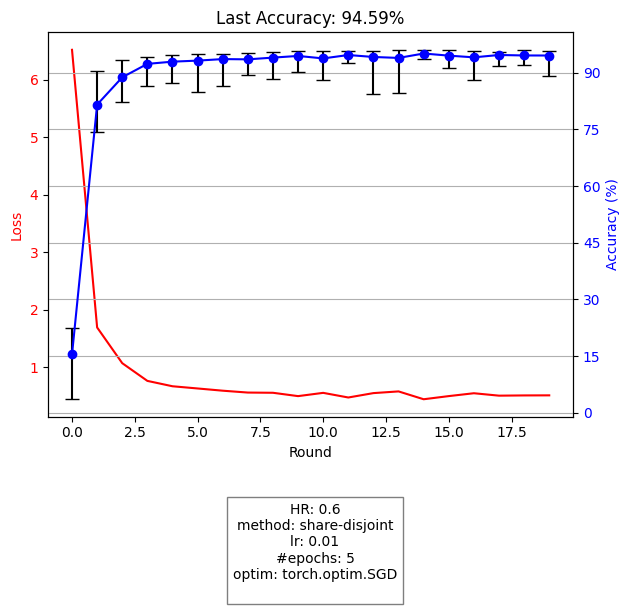 Last Accuracy: 94.59%
6
5
4
3
2
1
Loss
90
75
60
45
30
15
0
Accuracy (%)
0.0 2.5 5.0 7.5 10.0 12.5 15.0 17.5
Round
HR: 0.6
method: share-disjoint
lr: 0.01
#epochs: 5
optim: torch.optim.SGD